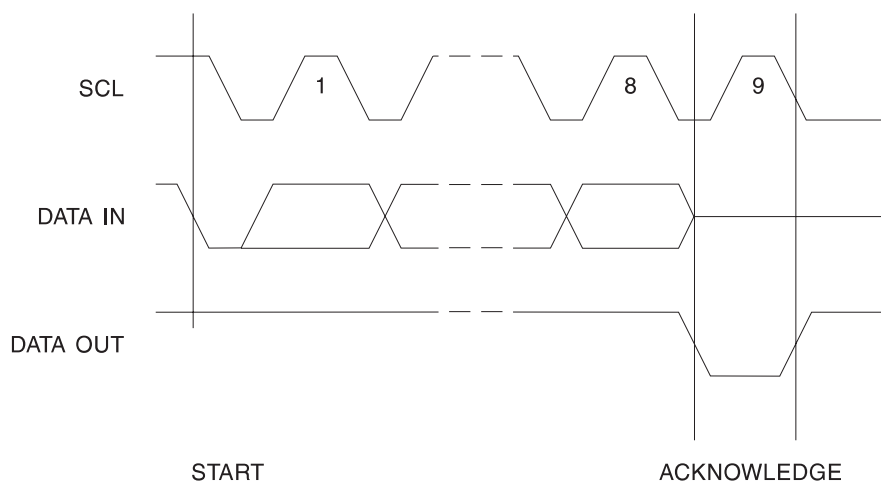 SCL
1
8
9
DATA IN
DATA OUT
START
ACKNOWLEDGE